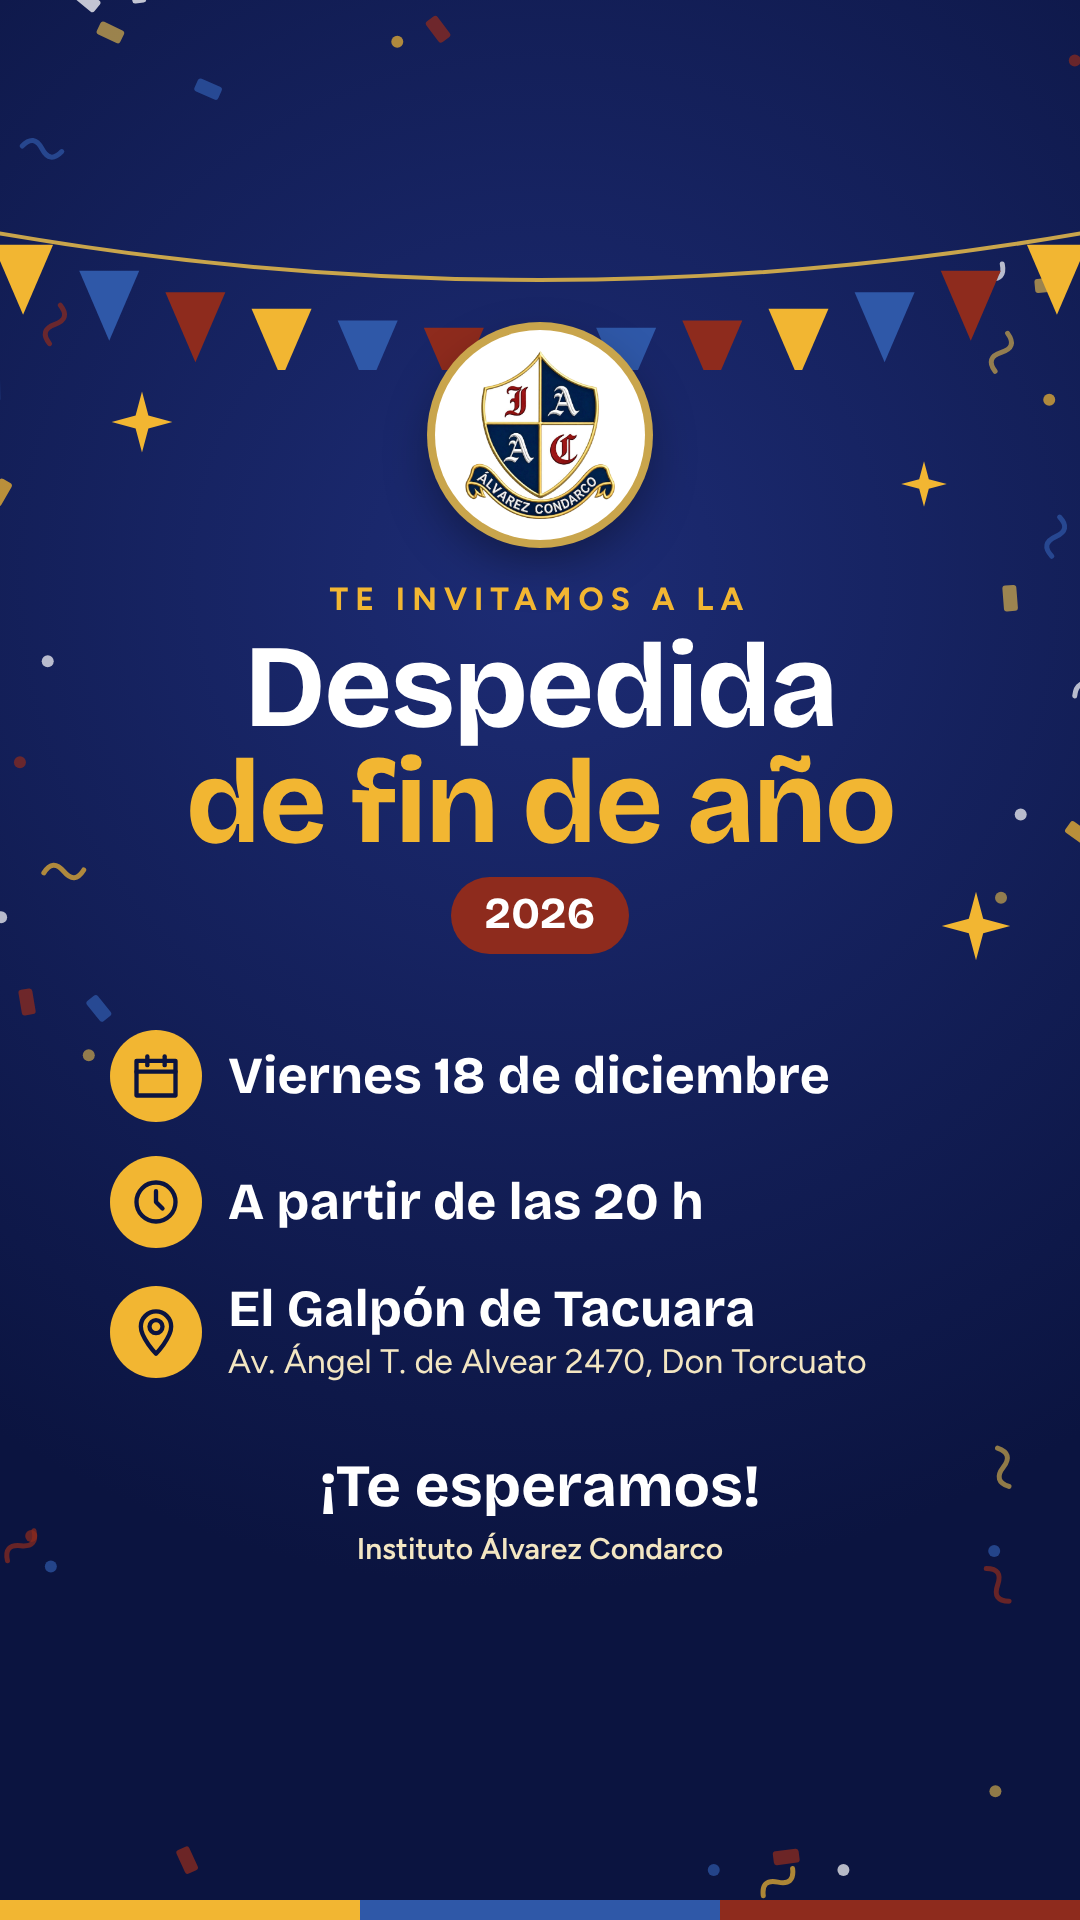 I A
A C
ÁLVAREZ CONDARCO
TE INVITAMOS A LA
Despedida
de fin de año
2026
Viernes 18 de diciembre
A partir de las 20 h
El Galpón de Tacuara
Av. Ángel T. de Alvear 2470, Don Torcuato
¡Te esperamos!
Instituto Álvarez Condarco